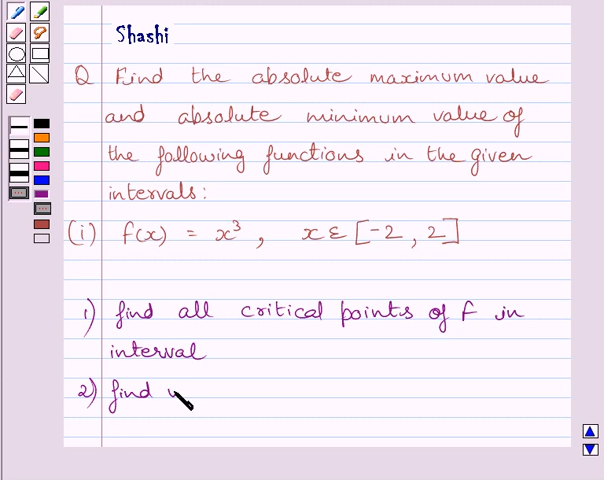 Shashi
Q Find the absolute maximum value
and absolute minimum value of
the following functions in the given
intervals:
(i) f(x) = x³, x ε [-2, 2]
1) find all critical points of f in
interval
2) find